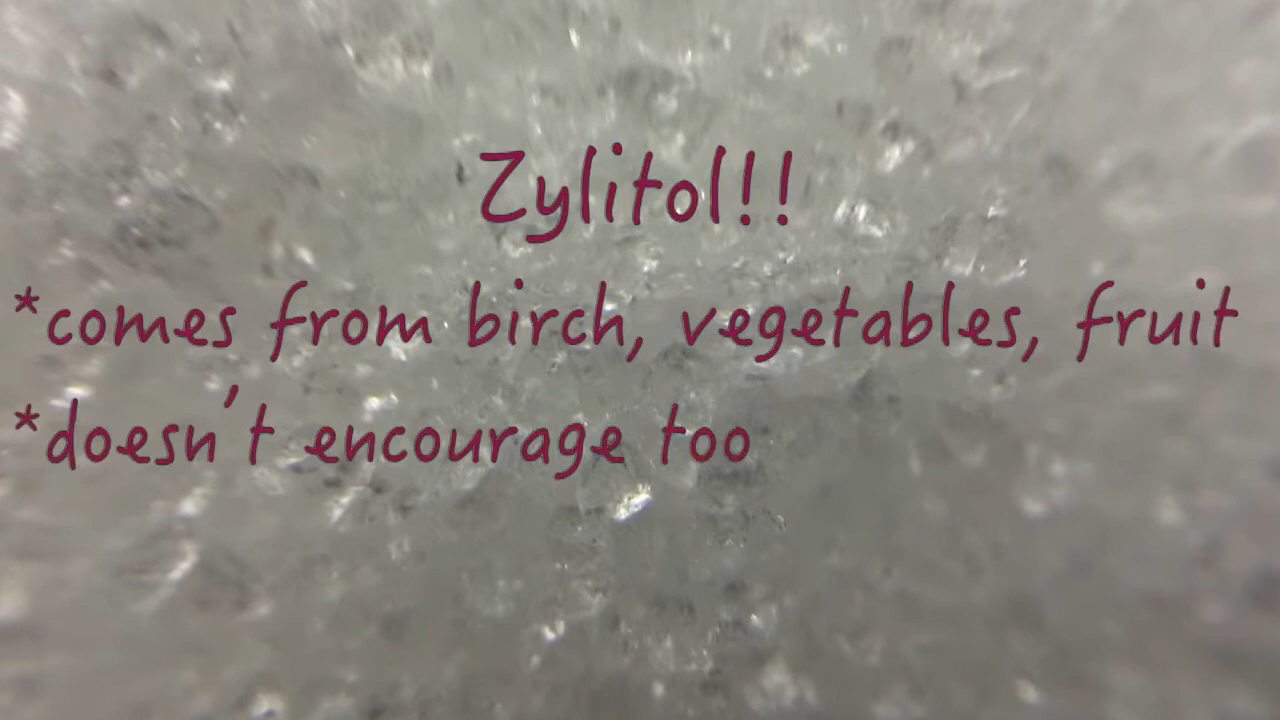 Zylitol!!
*comes from birch, vegetables, fruit
*doesn't encourage too